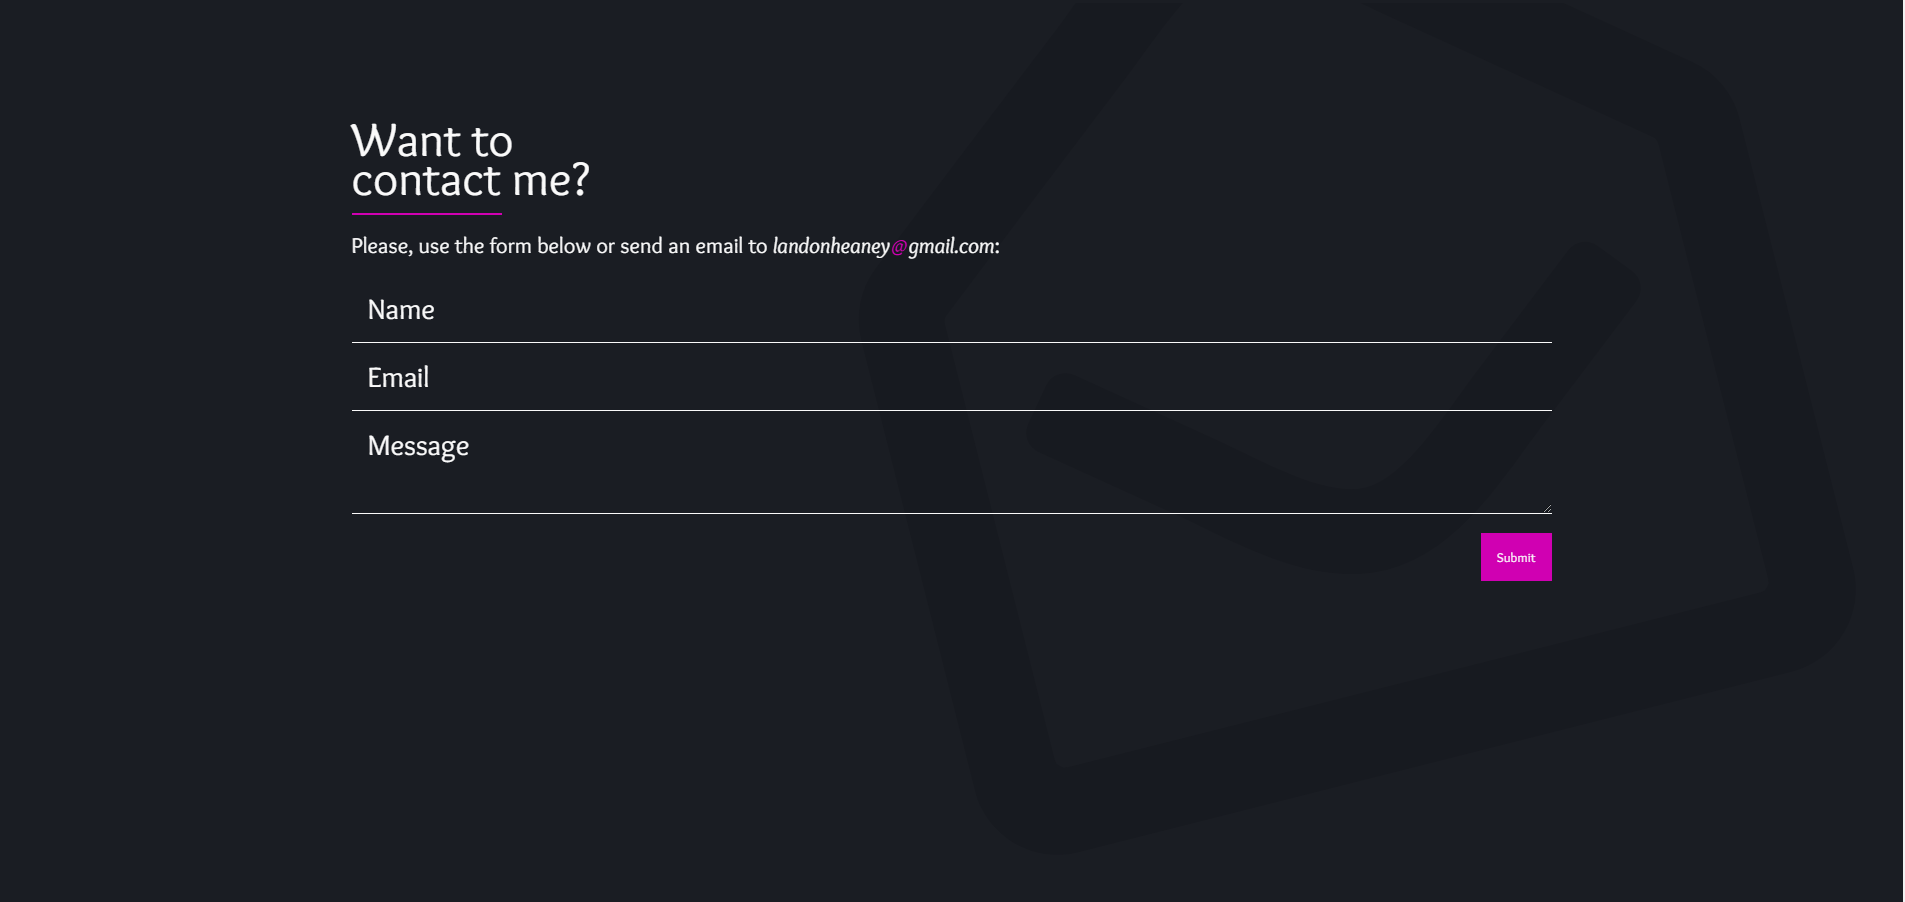 Want to
contact me?
Please, use the form below or send an email to landonheaney@gmail.com:
Name
Email
Message
Submit